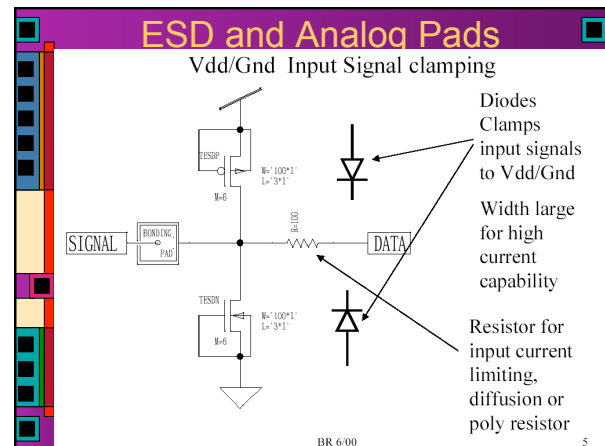 ESD and Analog Pads
Vdd/Gnd Input Signal clamping
TESDP
W='100*1'
L='3*1'
M=6
SIGNAL
BONDING
PAD
R=100
DATA
TESDN
W='100*1'
L='3*1'
M=6
Diodes
Clamps
input signals
to Vdd/Gnd
Width large
for high
current
capability
Resistor for
input current
limiting,
diffusion or
poly resistor
BR 6/00
5